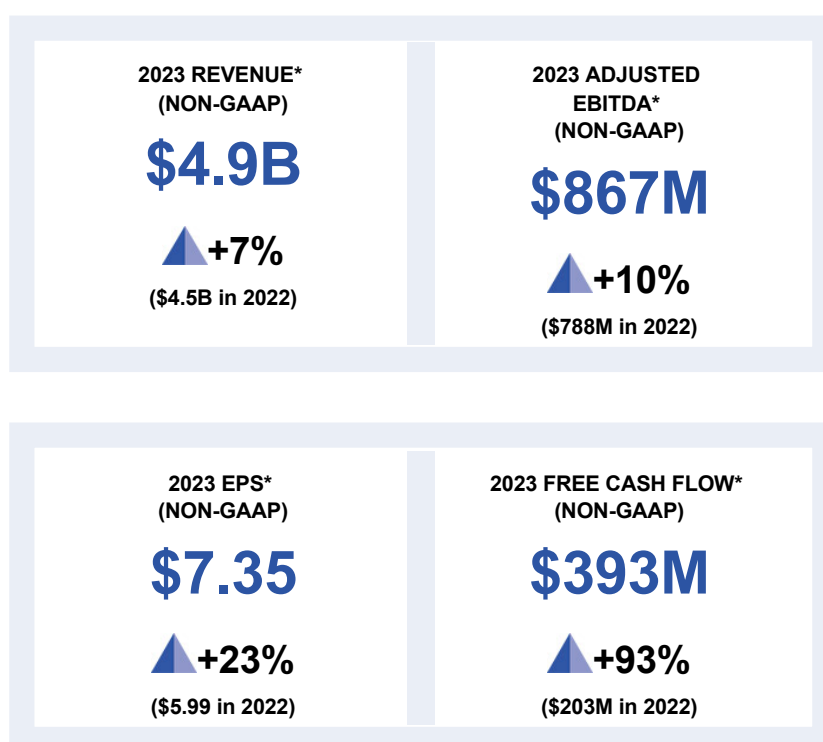 2023 REVENUE*
(NON-GAAP)
$4.9B
+7%
($4.5B in 2022)
2023 ADJUSTED
EBITDA*
(NON-GAAP)
$867M
+10%
($788M in 2022)
2023 EPS*
(NON-GAAP)
$7.35
+23%
($5.99 in 2022)
2023 FREE CASH FLOW*
(NON-GAAP)
$393M
+93%
($203M in 2022)